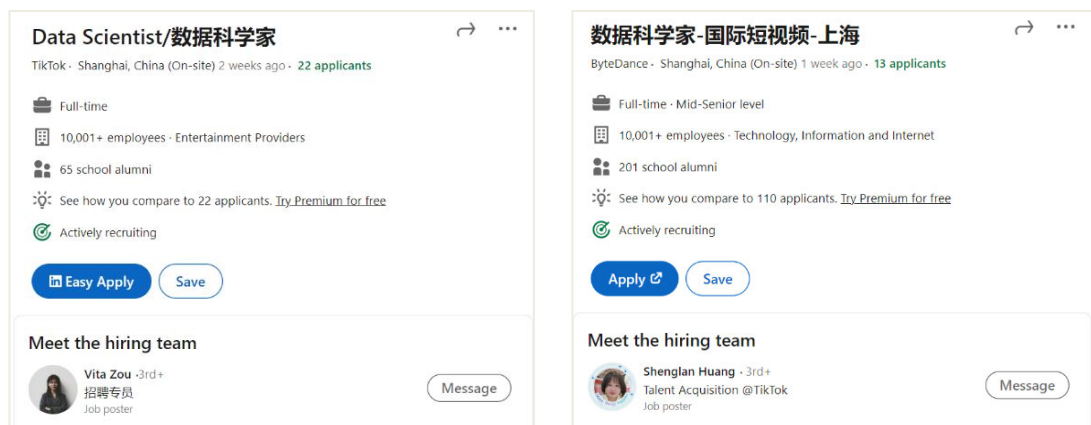 Data Scientist/数据科学家
TikTok · Shanghai, China (On-site) 2 weeks ago · 22 applicants
Full-time
10,001+ employees · Entertainment Providers
65 school alumni
See how you compare to 22 applicants. Try Premium for free
Actively recruiting
in Easy Apply
Save
Meet the hiring team
Vita Zou ·3rd+
招聘专员
Job poster
Message
数据科学家-国际短视频-上海
ByteDance · Shanghai, China (On-site) 1 week ago · 13 applicants
Full-time · Mid-Senior level
10,001+ employees · Technology, Information and Internet
201 school alumni
See how you compare to 110 applicants. Try Premium for free
Actively recruiting
Apply
Save
Meet the hiring team
Shenglan Huang · 3rd+
Talent Acquisition @TikTok
Job poster
Message